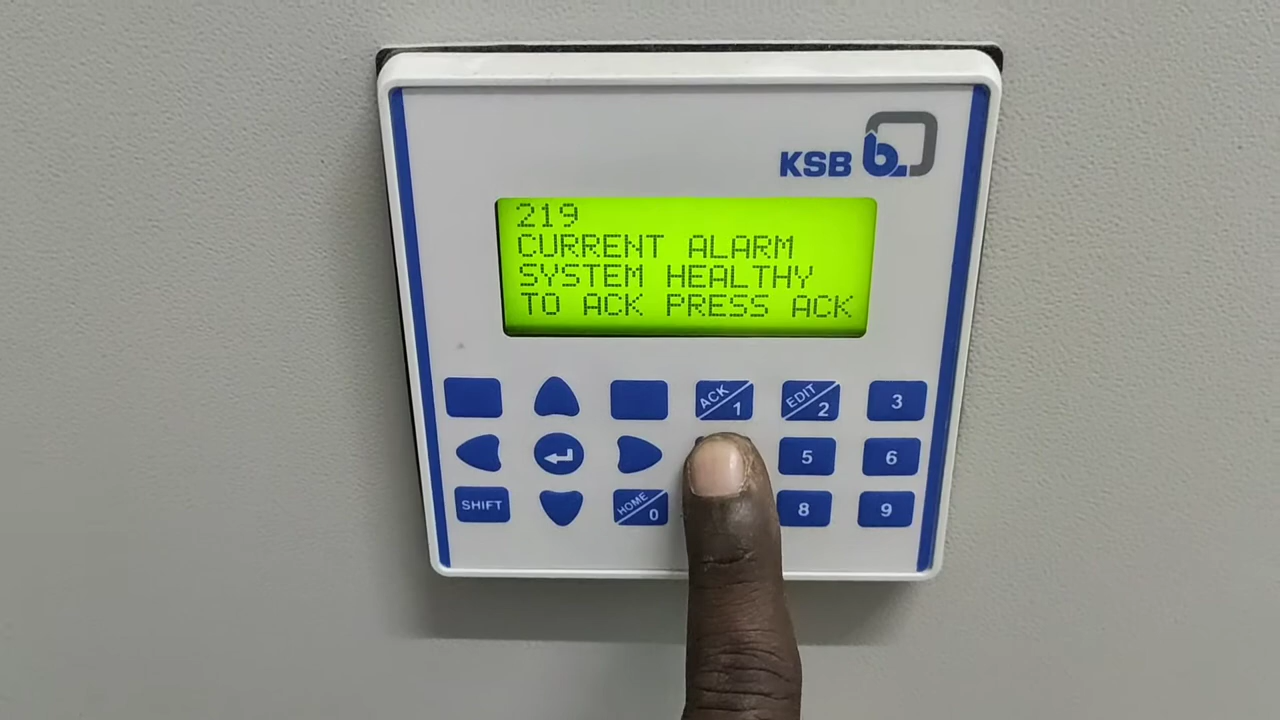 KSB b.
219
CURRENT ALARM
SYSTEM HEALTHY
TO ACK PRESS ACK
ACK 1
EDIT 2
3
5
6
SHIFT
HOME 0
8
9